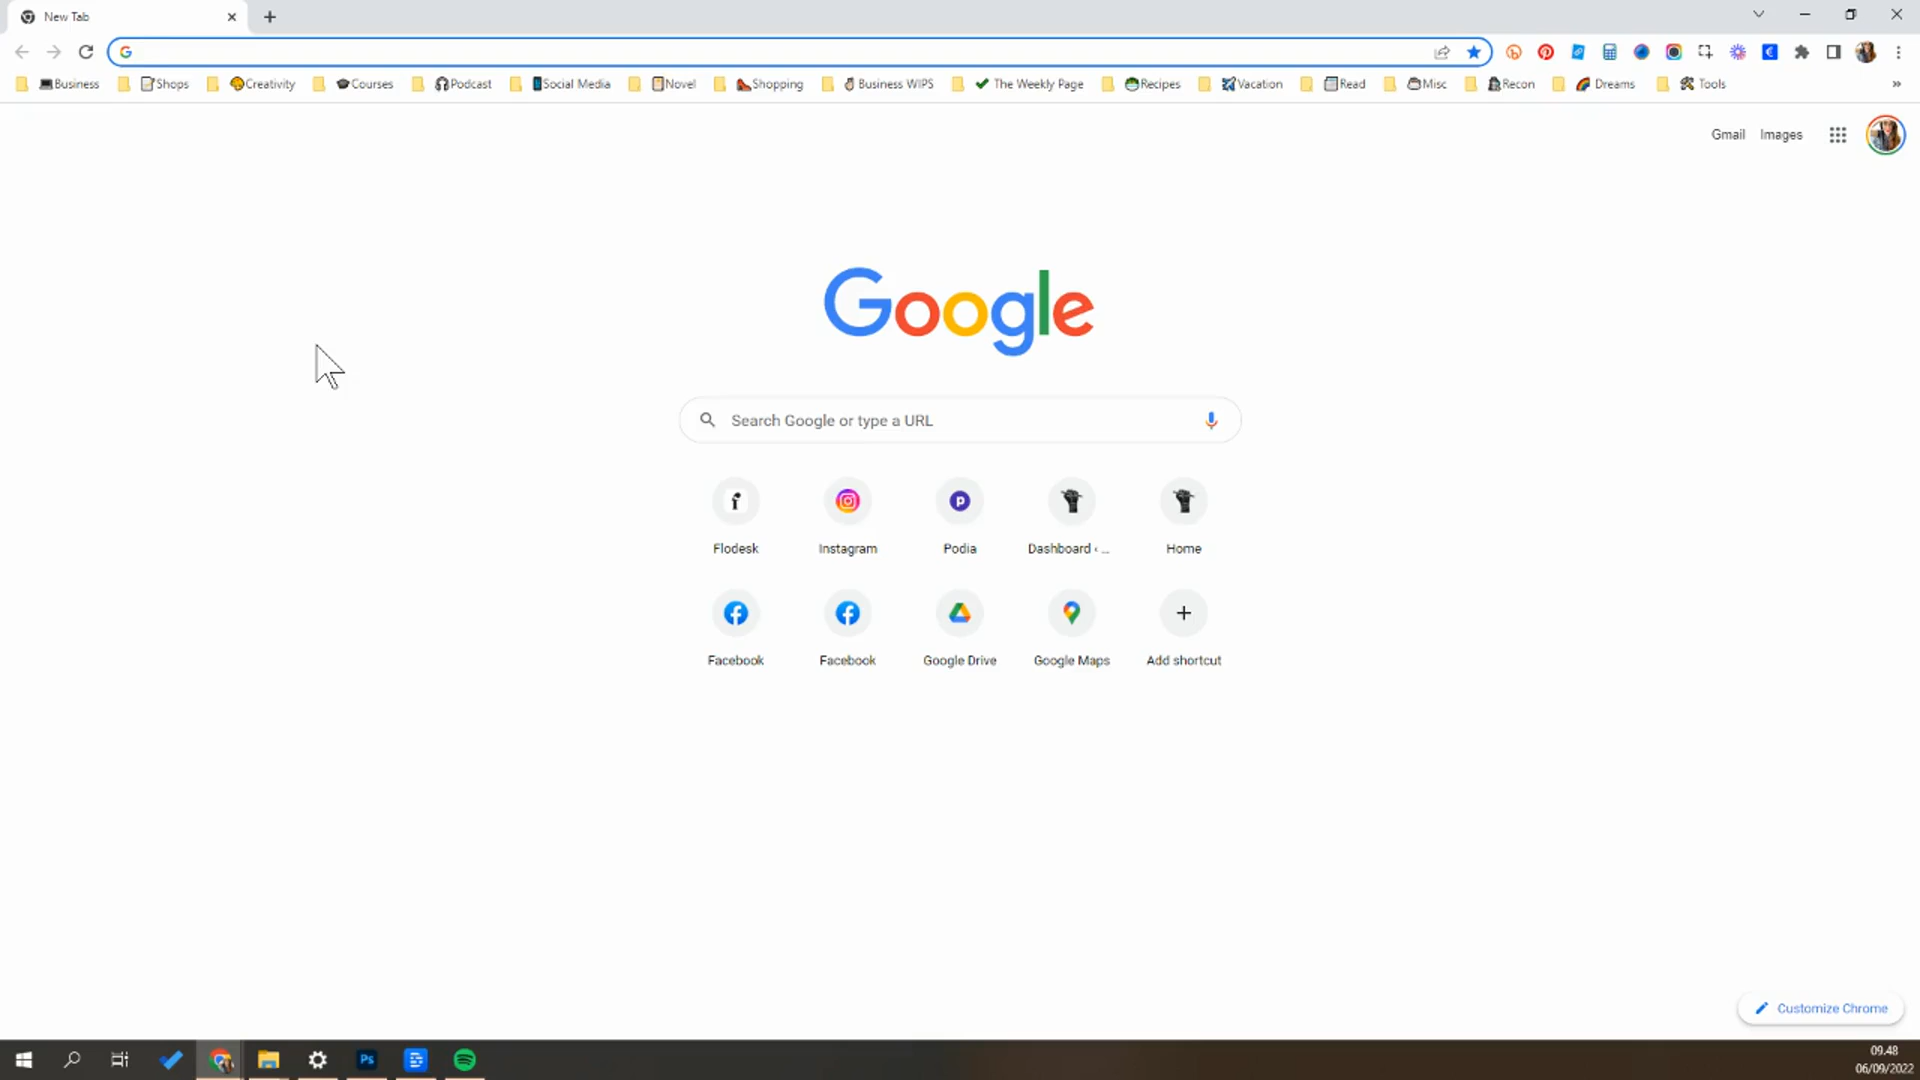 New Tab
Business Shops Creativity Courses Podcast Social Media Novel Shopping Business WIPS The Weekly Page Recipes Vacation Read Misc Recon Dreams Tools »
Gmail Images
Google
Search Google or type a URL
Flodesk Instagram Podia Dashboard ‹ ... Home
Facebook Facebook Google Drive Google Maps Add shortcut
Customize Chrome
Ps
09.48
06/09/2022